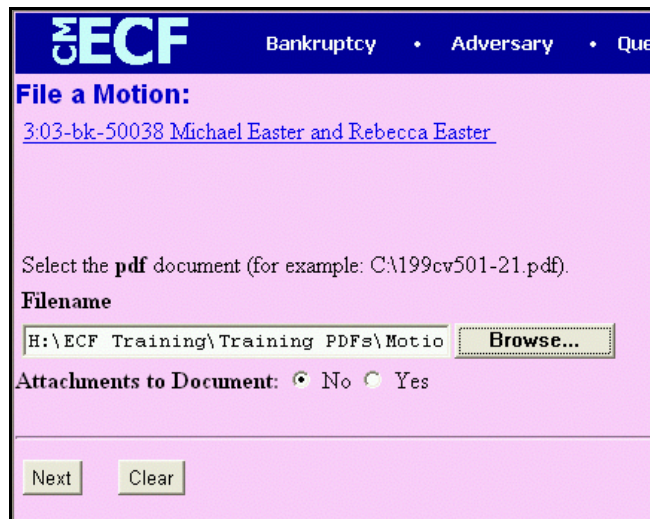 CM ECF Bankruptcy • Adversary • Que
File a Motion:
3:03-bk-50038 Michael Easter and Rebecca Easter
Select the pdf document (for example: C:\199cv501-21.pdf).
Filename
H:\ECF Training\Training PDFs\Motio Browse...
Attachments to Document: No Yes
Next Clear